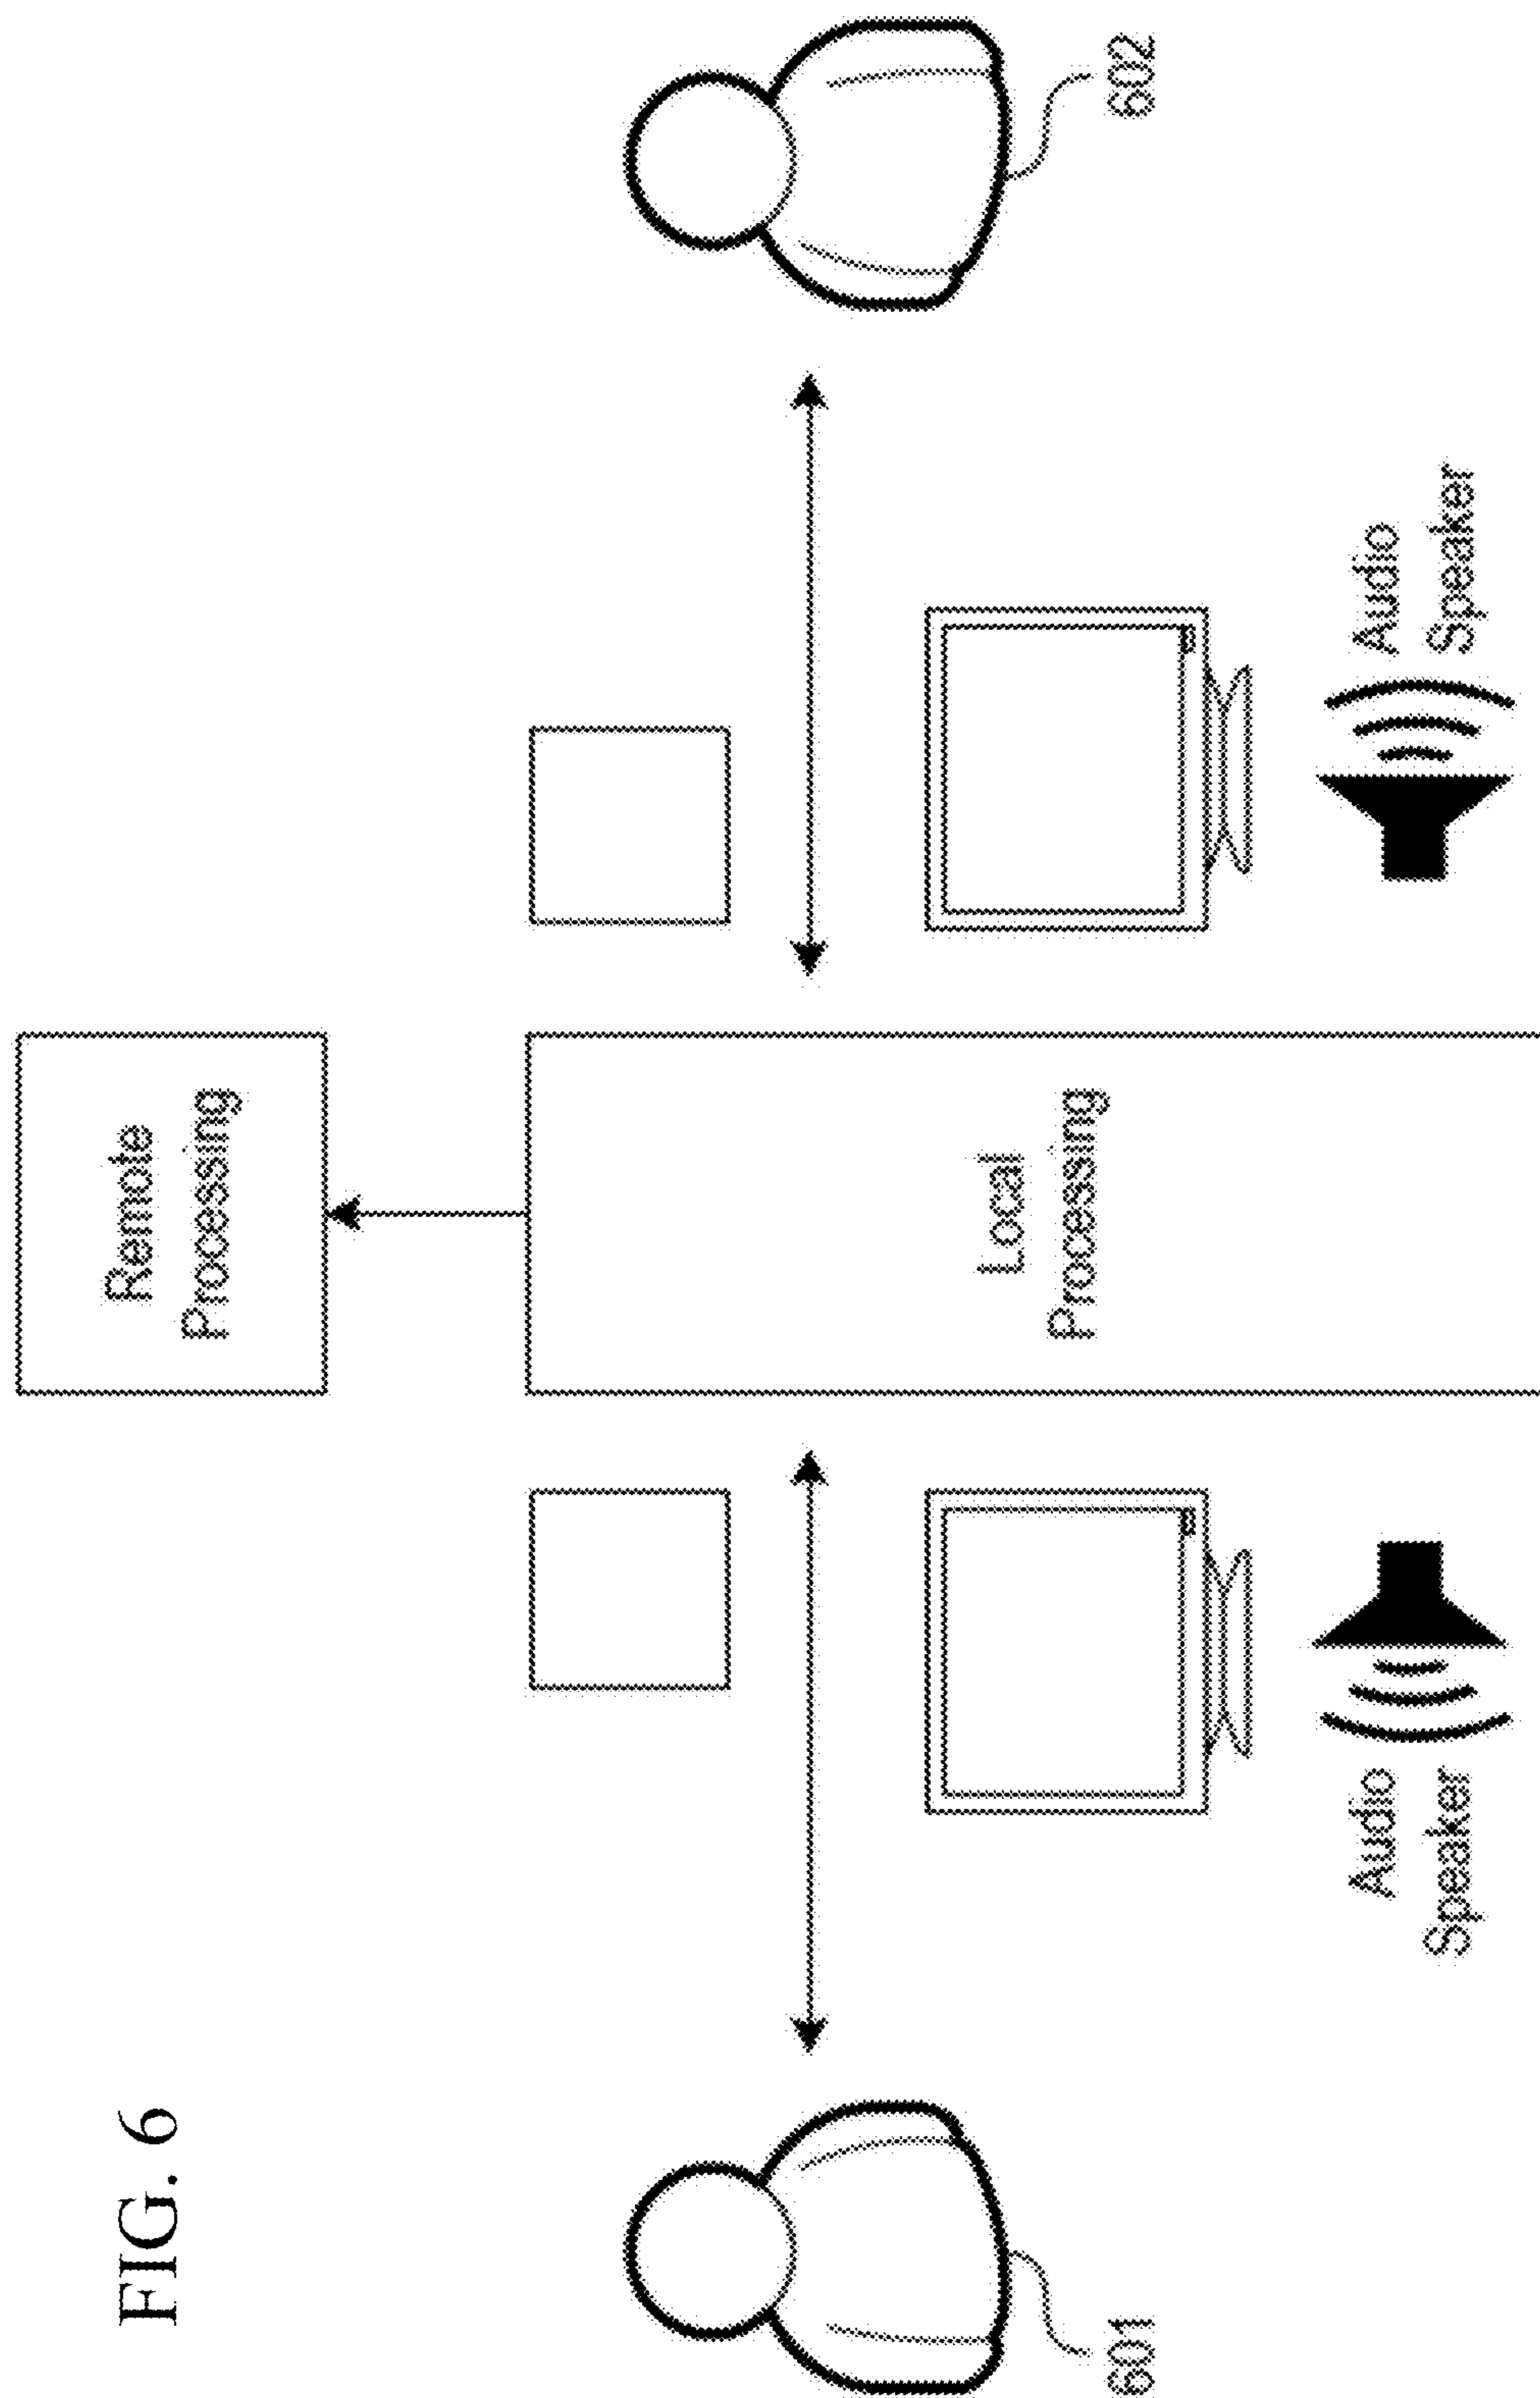 FIG. 6
Remote
Processing
Local
Processing
601
602
Audio
Speaker
Audio
Speaker